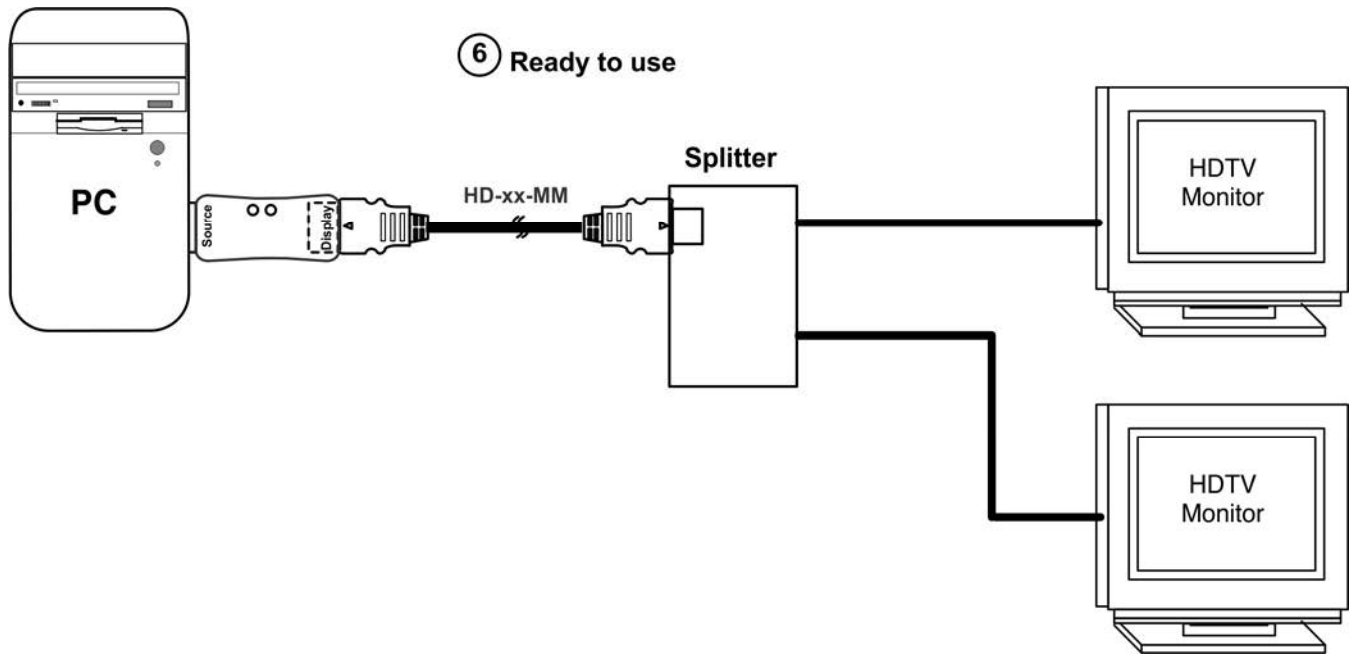 6 Ready to use
PC
Source
Display
HD-xx-MM
Splitter
HDTV
Monitor
HDTV
Monitor